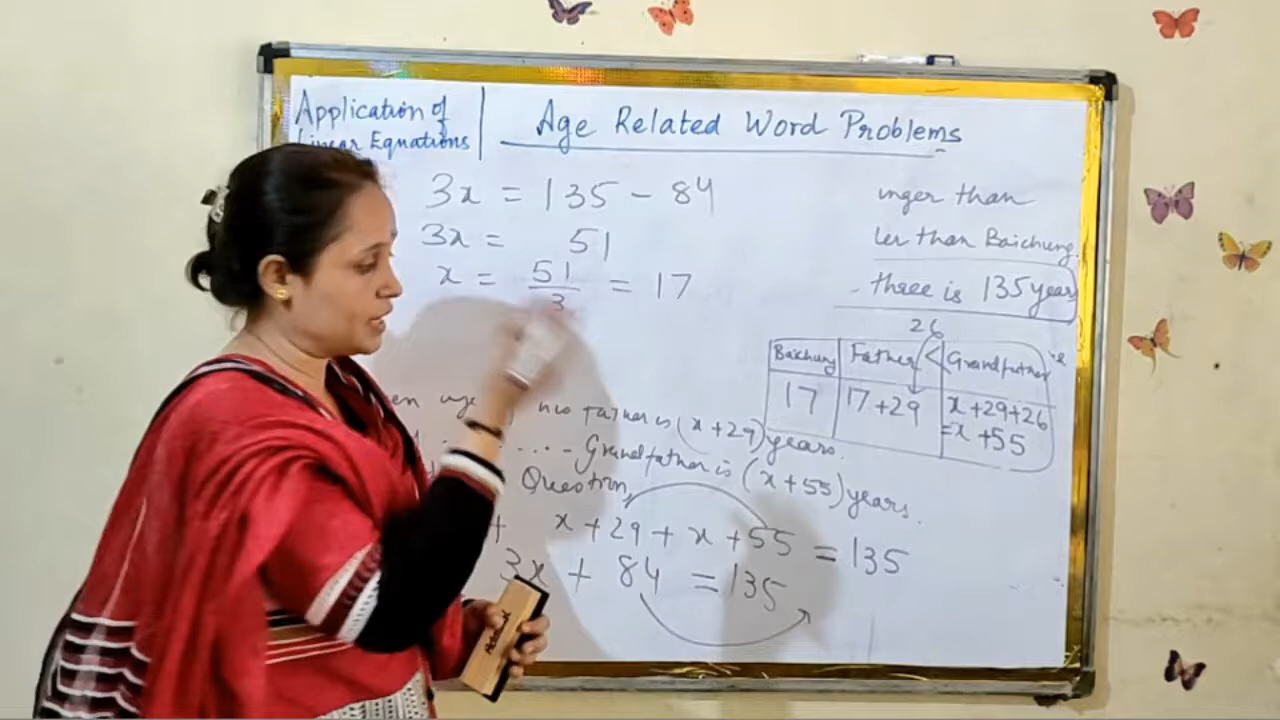 Application of
Linear Equations
Age Related Word Problems
3x = 135 - 84
3x = 51
x = 51/3 = 17
nger than
ler than Baichung.
three is 135 years
26
Baichung | Father < Grandfather
17 | 17 +29 | x +29+26
= x +55
en age his Father is (x +29) years.
Grandfather is (x +55) years.
Question,
+ x + 29 + x + 55 = 135
3x + 84 = 135